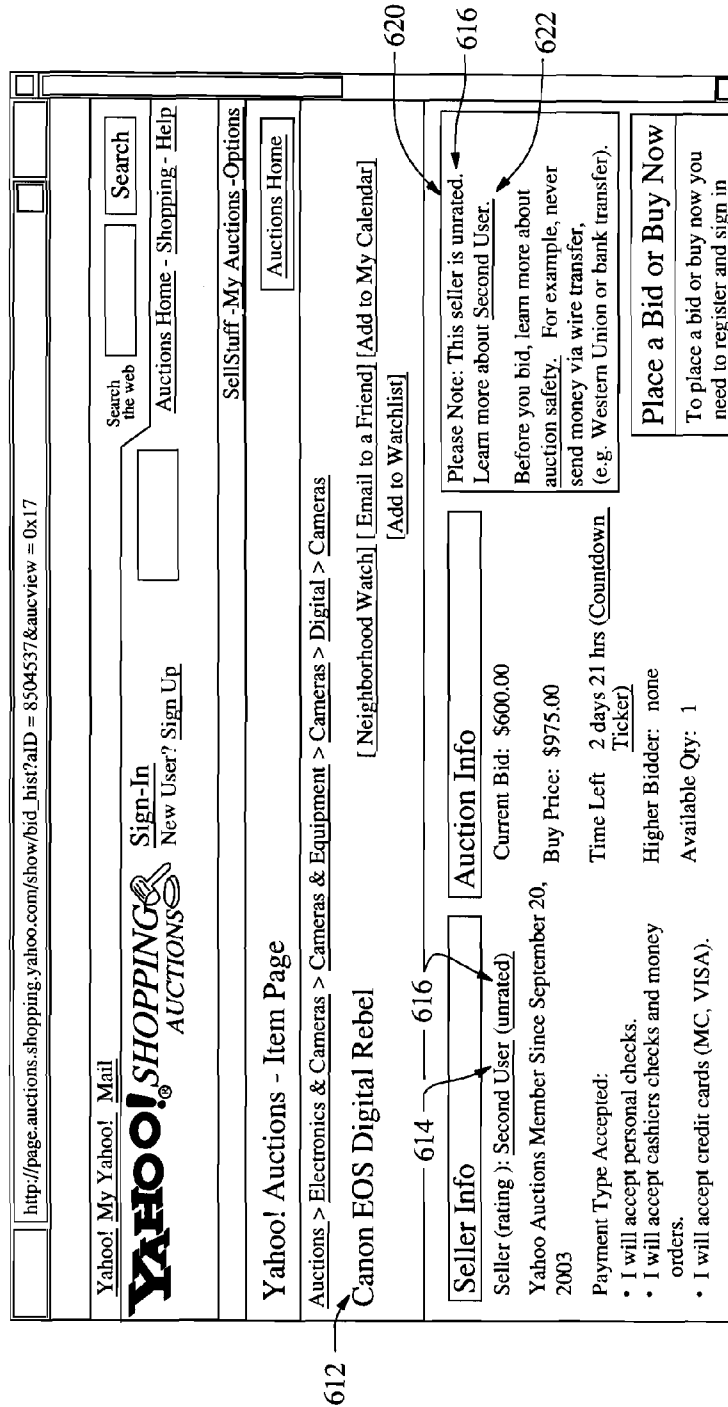 http://page.auctions.shopping.yahoo.com/show/bid_hist?aID = 8504537&aucview = 0x17
Yahoo! My Yahoo! Mail
Search the web
Search
YAHOO!® SHOPPING
AUCTIONS
Sign-In
New User? Sign Up
Auctions Home - Shopping - Help
SellStuff -My Auctions -Options
Yahoo! Auctions - Item Page
Auctions Home
Auctions > Electronics & Cameras > Cameras & Equipment > Cameras > Digital > Cameras
612
Canon EOS Digital Rebel
[ Neighborhood Watch] [ Email to a Friend] [Add to My Calendar]
[Add to Watchlist]
614
616
Seller Info
Seller (rating ): Second User (unrated)
Yahoo Auctions Member Since September 20,
2003
Payment Type Accepted:
• I will accept personal checks.
• I will accept cashiers checks and money
orders.
• I will accept credit cards (MC, VISA).
Auction Info
Current Bid: $600.00
Buy Price: $975.00
Time Left 2 days 21 hrs (Countdown
Ticker)
Higher Bidder: none
Available Qty: 1
620
616
622
Please Note: This seller is unrated.
Learn more about Second User.
Before you bid, learn more about
auction safety. For example, never
send money via wire transfer,
(e.g. Western Union or bank transfer).
Place a Bid or Buy Now
To place a bid or buy now you
need to register and sign in